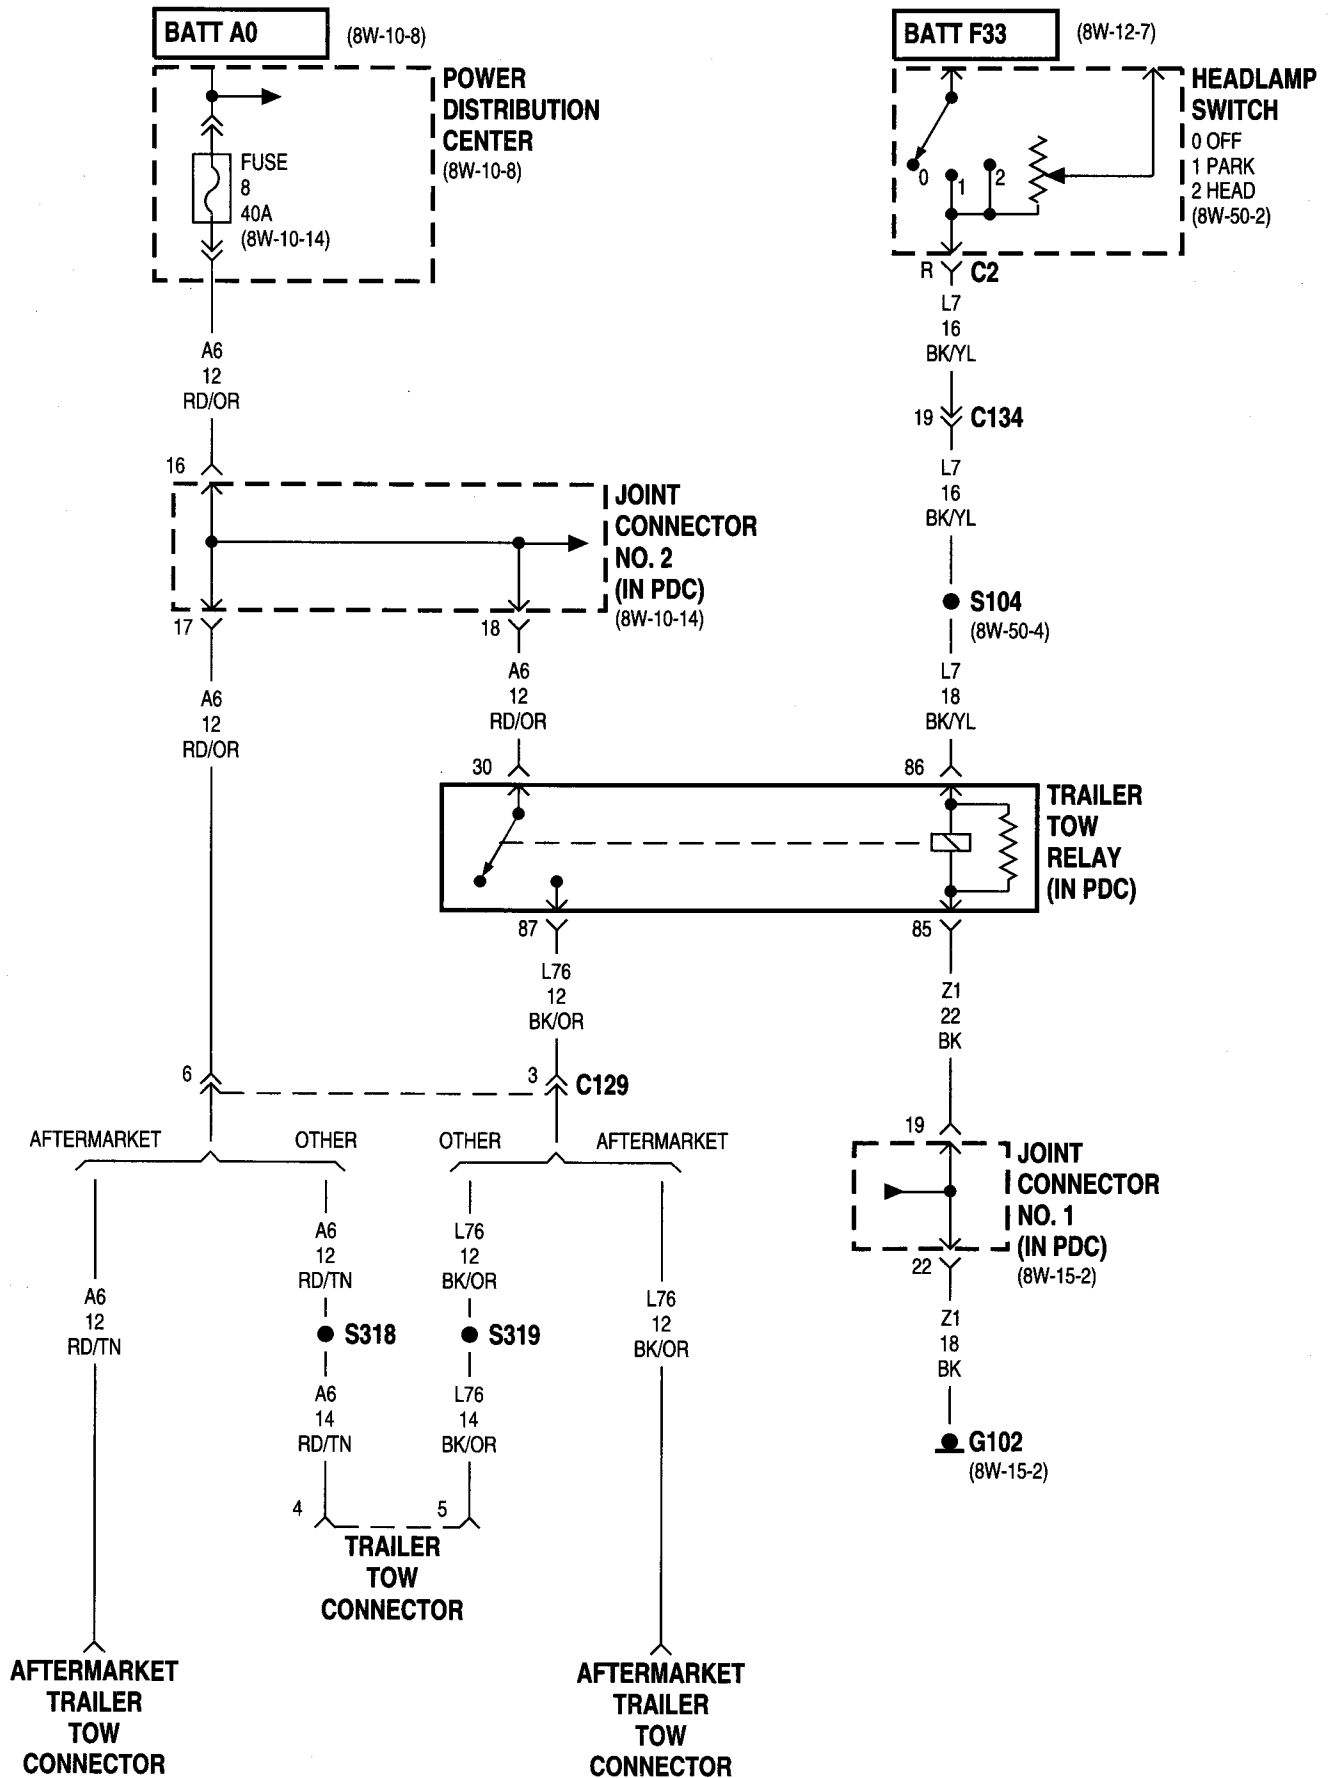 BATT A0
(8W-10-8)
BATT F33
(8W-12-7)
POWER
DISTRIBUTION
CENTER
(8W-10-8)
FUSE
8
40A
(8W-10-14)
HEADLAMP
SWITCH
0 OFF
1 PARK
2 HEAD
(8W-50-2)
0
1
2
R
C2
L7
16
BK/YL
A6
12
RD/OR
19
C134
16
L7
16
BK/YL
JOINT
CONNECTOR
NO. 2
(IN PDC)
(8W-10-14)
S104
(8W-50-4)
17
18
A6
12
RD/OR
A6
12
RD/OR
L7
18
BK/YL
30
86
TRAILER
TOW
RELAY
(IN PDC)
87
85
L76
12
BK/OR
Z1
22
BK
6
3
C129
19
AFTERMARKET
OTHER
OTHER
AFTERMARKET
JOINT
CONNECTOR
NO. 1
(IN PDC)
(8W-15-2)
22
A6
12
RD/TN
A6
12
RD/TN
L76
12
BK/OR
L76
12
BK/OR
Z1
18
BK
S318
S319
A6
14
RD/TN
L76
14
BK/OR
G102
(8W-15-2)
4
5
TRAILER
TOW
CONNECTOR
AFTERMARKET
TRAILER
TOW
CONNECTOR
AFTERMARKET
TRAILER
TOW
CONNECTOR